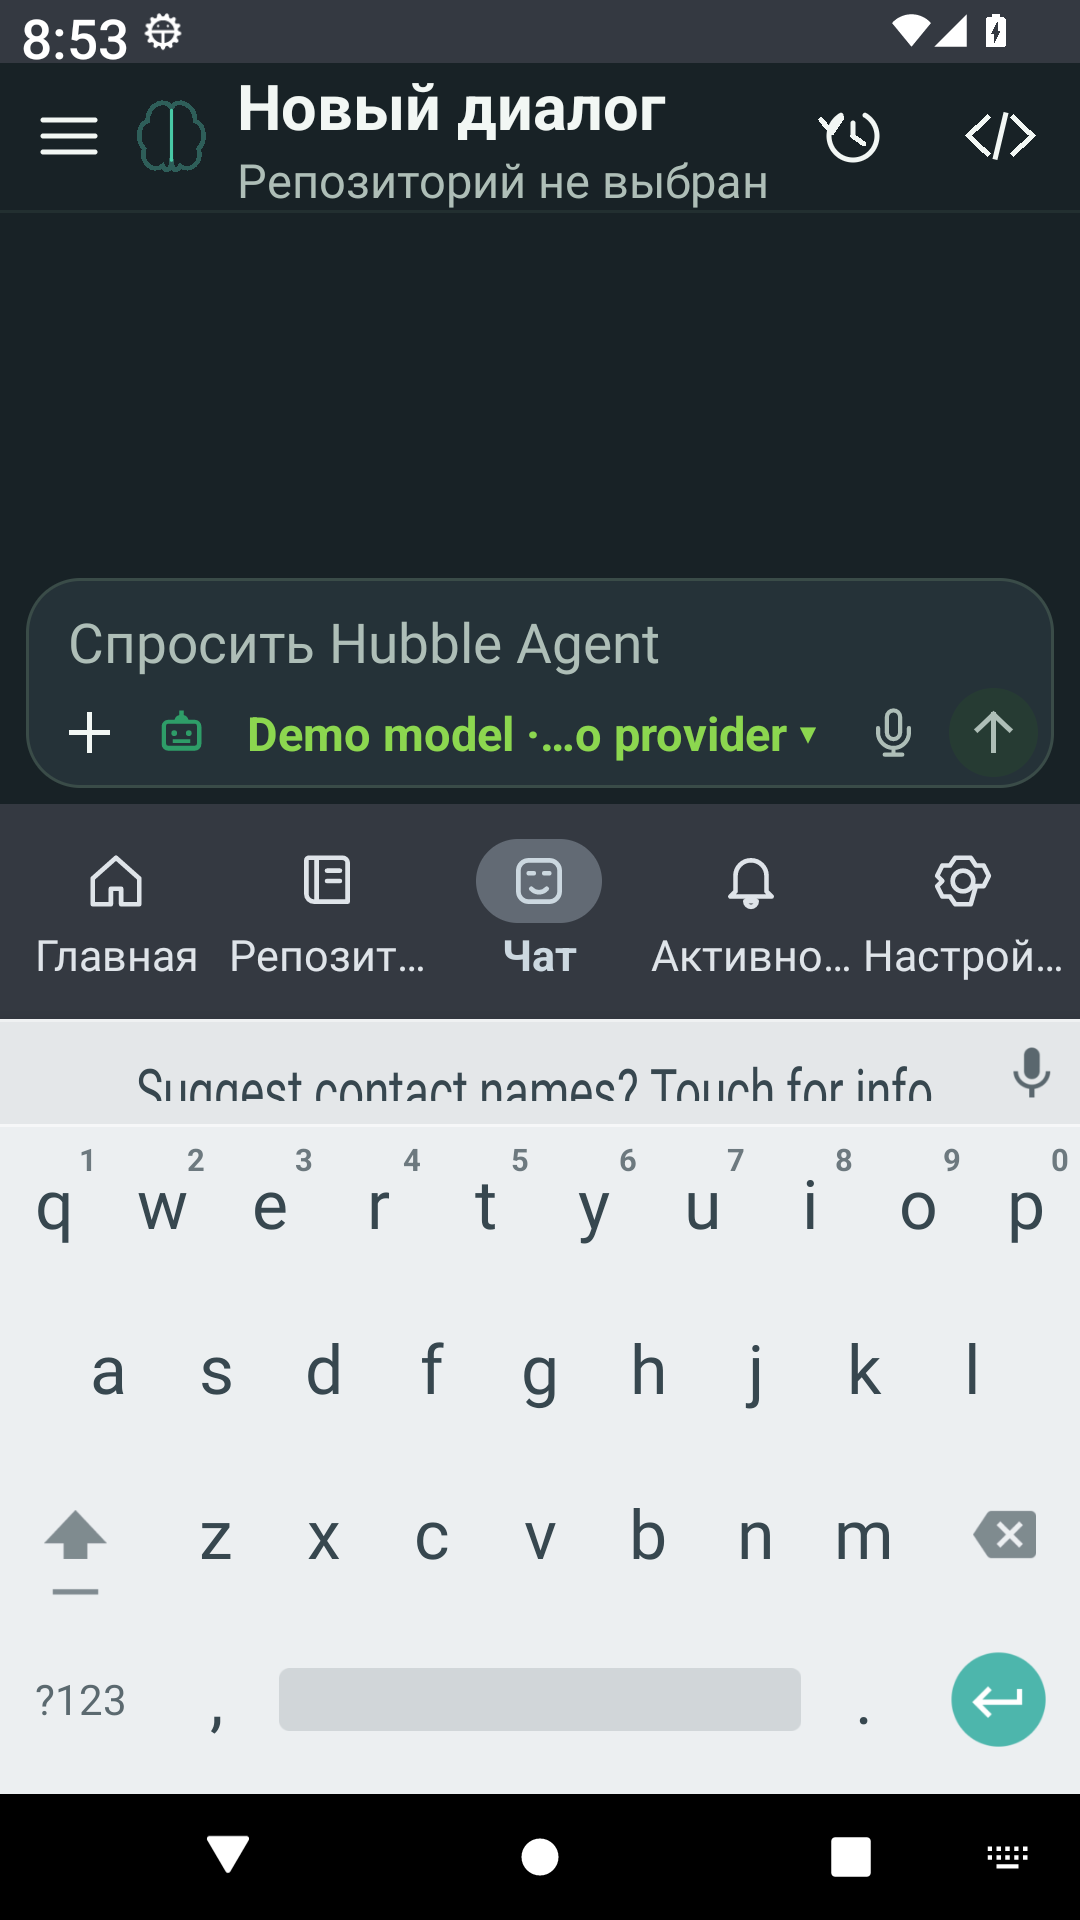 8:53
Новый диалог
Репозиторий не выбран
Спросить Hubble Agent
Demo model ·…o provider ▾
Главная Репозит… Чат Активно… Настрой…
Suggest contact names? Touch for info
1 2 3 4 5 6 7 8 9 0
q w e r t y u i o p
a s d f g h j k l
z x c v b n m
?123 , .